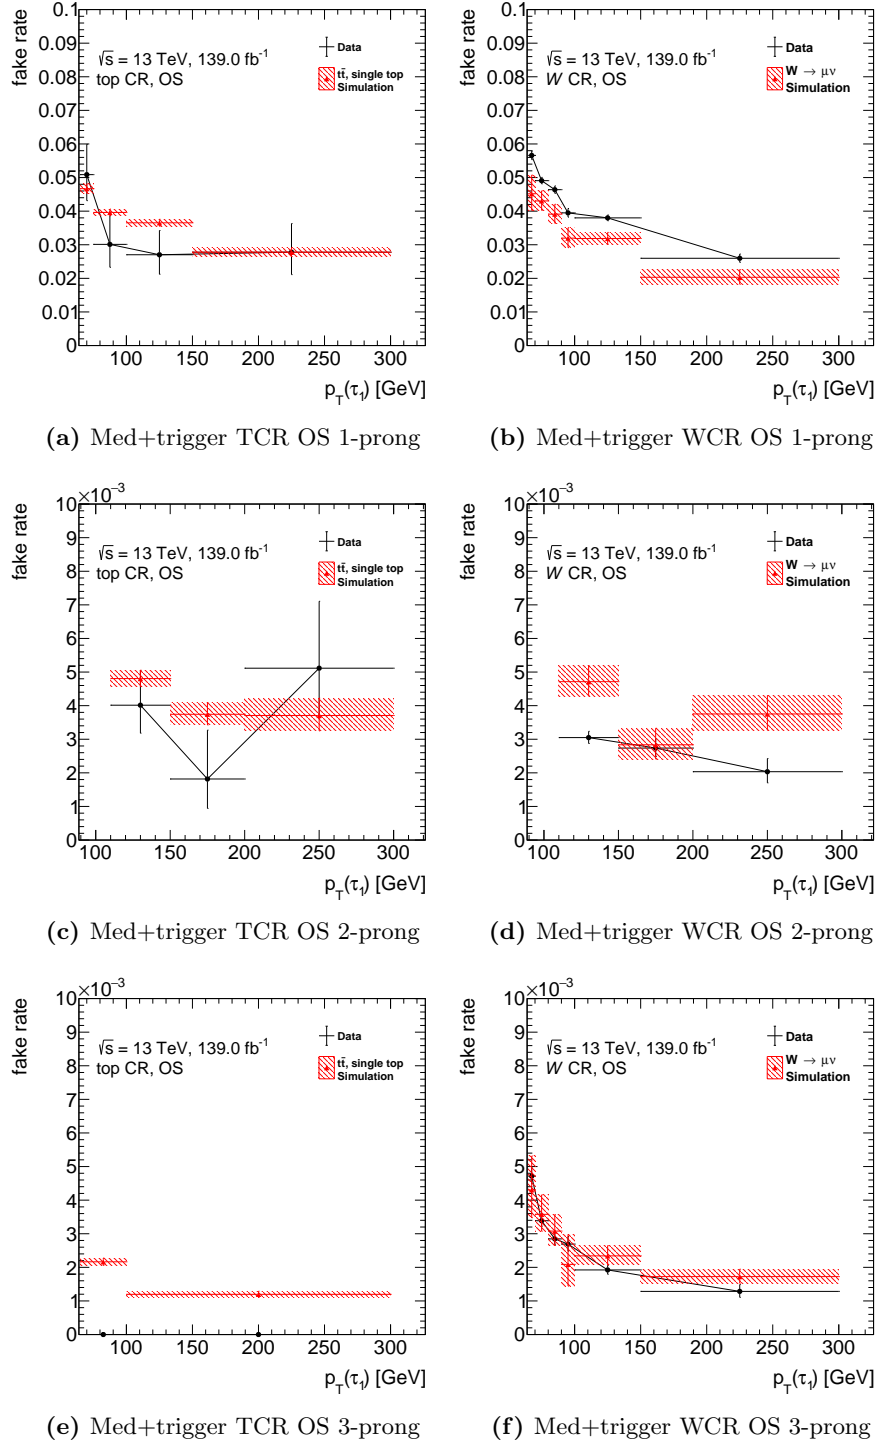 fake rate
0.1
0.09
0.08
0.07
0.06
0.05
0.04
0.03
0.02
0.01
0
√s = 13 TeV, 139.0 fb⁻¹
top CR, OS
Data
tt̄, single top
Simulation
100 150 200 250 300
p_T(τ₁) [GeV]
(a) Med+trigger TCR OS 1-prong
fake rate
0.1
0.09
0.08
0.07
0.06
0.05
0.04
0.03
0.02
0.01
0
√s = 13 TeV, 139.0 fb⁻¹
W CR, OS
Data
W → μν
Simulation
100 150 200 250 300
p_T(τ₁) [GeV]
(b) Med+trigger WCR OS 1-prong
fake rate
×10⁻³
10
9
8
7
6
5
4
3
2
1
0
√s = 13 TeV, 139.0 fb⁻¹
top CR, OS
Data
tt̄, single top
Simulation
100 150 200 250 300
p_T(τ₁) [GeV]
(c) Med+trigger TCR OS 2-prong
fake rate
×10⁻³
10
9
8
7
6
5
4
3
2
1
0
√s = 13 TeV, 139.0 fb⁻¹
W CR, OS
Data
W → μν
Simulation
100 150 200 250 300
p_T(τ₁) [GeV]
(d) Med+trigger WCR OS 2-prong
fake rate
×10⁻³
10
9
8
7
6
5
4
3
2
1
0
√s = 13 TeV, 139.0 fb⁻¹
top CR, OS
Data
tt̄, single top
Simulation
100 150 200 250 300
p_T(τ₁) [GeV]
(e) Med+trigger TCR OS 3-prong
fake rate
×10⁻³
10
9
8
7
6
5
4
3
2
1
0
√s = 13 TeV, 139.0 fb⁻¹
W CR, OS
Data
W → μν
Simulation
100 150 200 250 300
p_T(τ₁) [GeV]
(f) Med+trigger WCR OS 3-prong